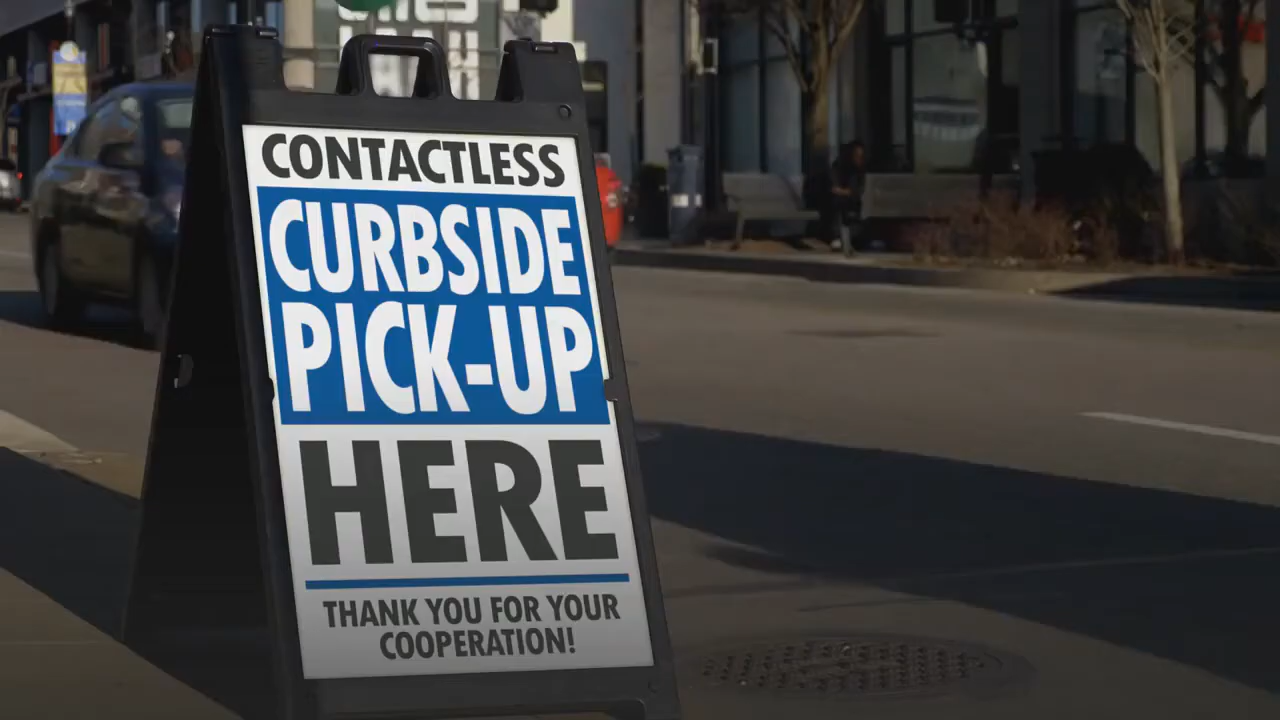 CONTACTLESS
CURBSIDE
PICK-UP
HERE
THANK YOU FOR YOUR
COOPERATION!